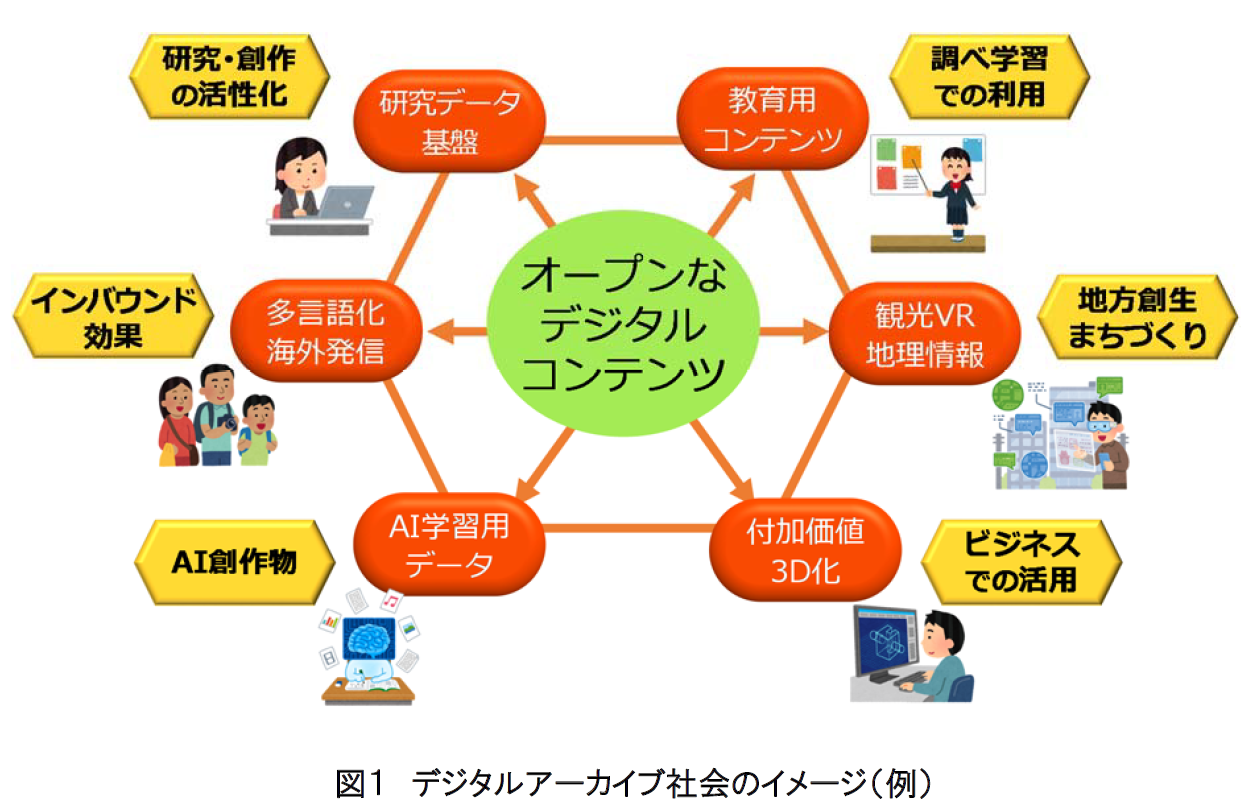 研究・創作
の活性化
研究データ
基盤
教育用
コンテンツ
調べ学習
での利用
オープンな
デジタル
コンテンツ
インバウンド
効果
多言語化
海外発信
観光VR
地理情報
地方創生
まちづくり
AI創作物
AI学習用
データ
付加価値
3D化
ビジネス
での活用
図1 デジタルアーカイブ社会のイメージ(例)